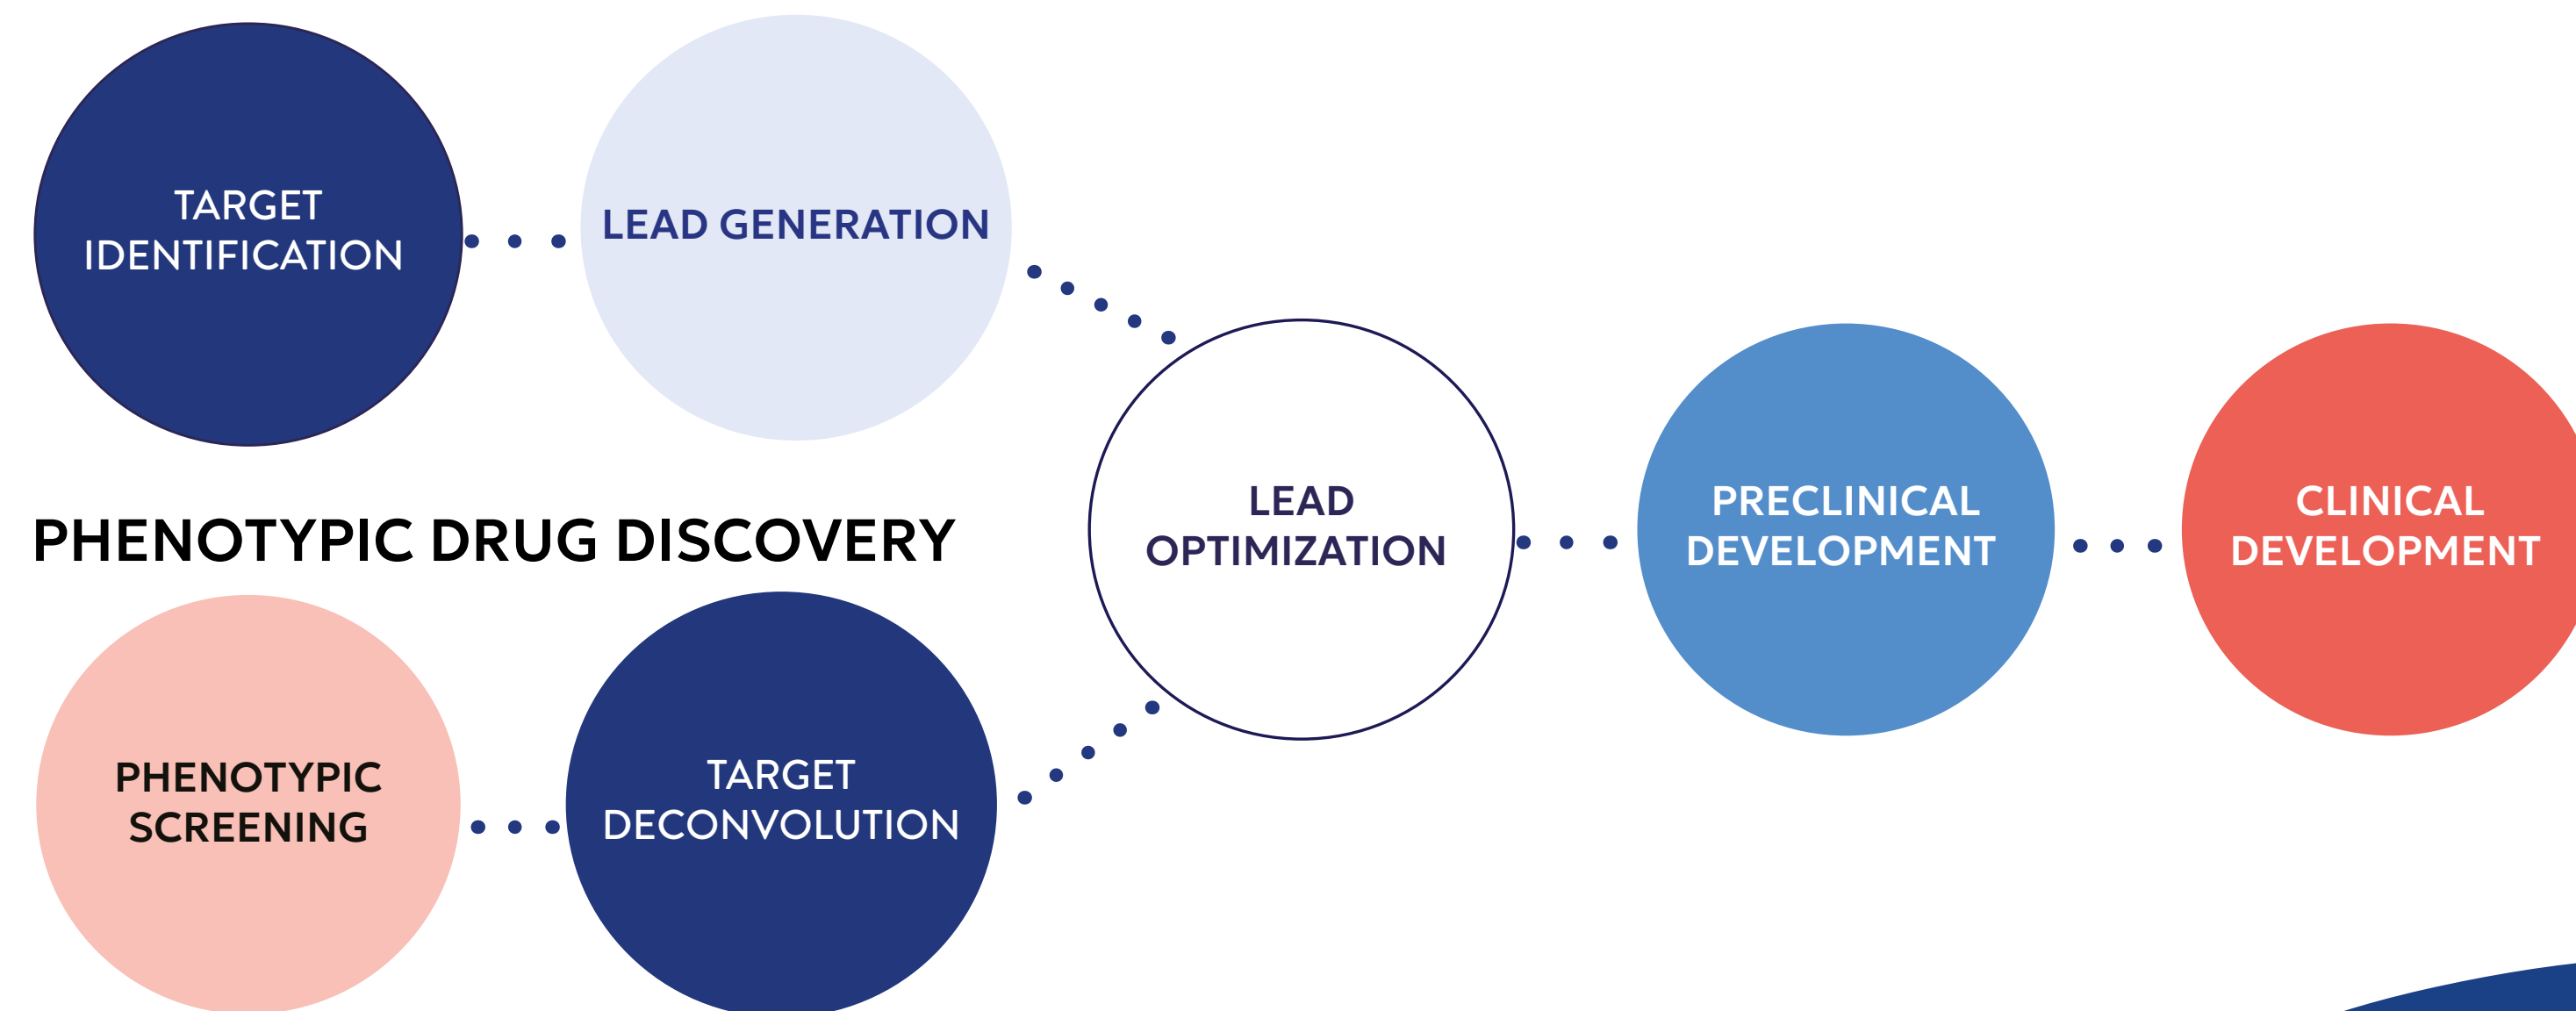 TARGET
IDENTIFICATION
LEAD GENERATION
PHENOTYPIC DRUG DISCOVERY
PHENOTYPIC
SCREENING
TARGET
DECONVOLUTION
LEAD
OPTIMIZATION
PRECLINICAL
DEVELOPMENT
CLINICAL
DEVELOPMENT